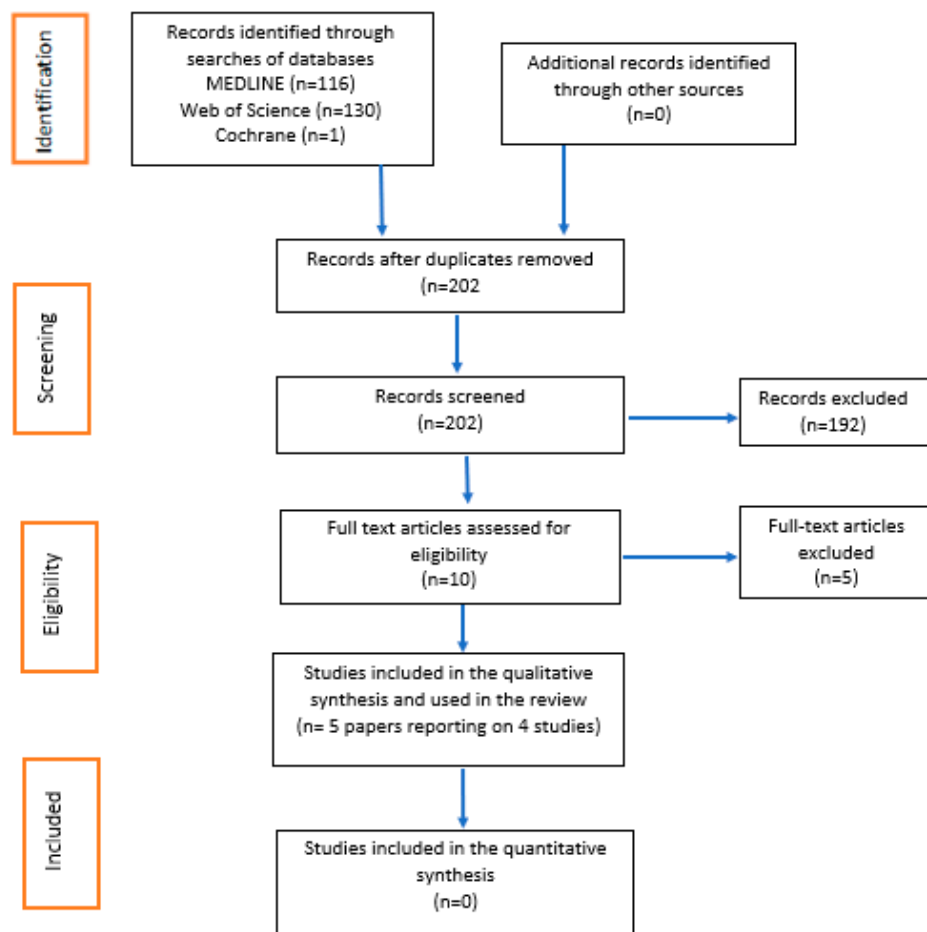 Identification
Records identified through
searches of databases
MEDLINE (n=116)
Web of Science (n=130)
Cochrane (n=1)
Additional records identified
through other sources
(n=0)
Records after duplicates removed
(n=202
Screening
Records screened
(n=202)
Records excluded
(n=192)
Eligibility
Full text articles assessed for
eligibility
(n=10)
Full-text articles
excluded
(n=5)
Studies included in the qualitative
synthesis and used in the review
(n= 5 papers reporting on 4 studies)
Included
Studies included in the quantitative
synthesis
(n=0)